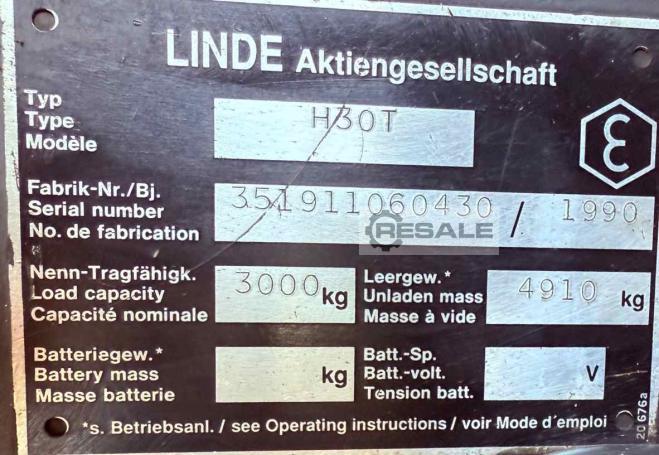 LINDE Aktiengesellschaft
Typ
Type H30T
Modèle
Fabrik-Nr./Bj.
Serial number 351911060430 / 1990
No. de fabrication
RESALE
Nenn-Tragfähigk. Leergew.*
Load capacity 3000 kg Unladen mass 4910 kg
Capacité nominale Masse à vide
Batteriegew.* Batt.-Sp.
Battery mass kg Batt.-volt. V
Masse batterie Tension batt.
*s. Betriebsanl. / see Operating instructions / voir Mode d´emploi
20 676a